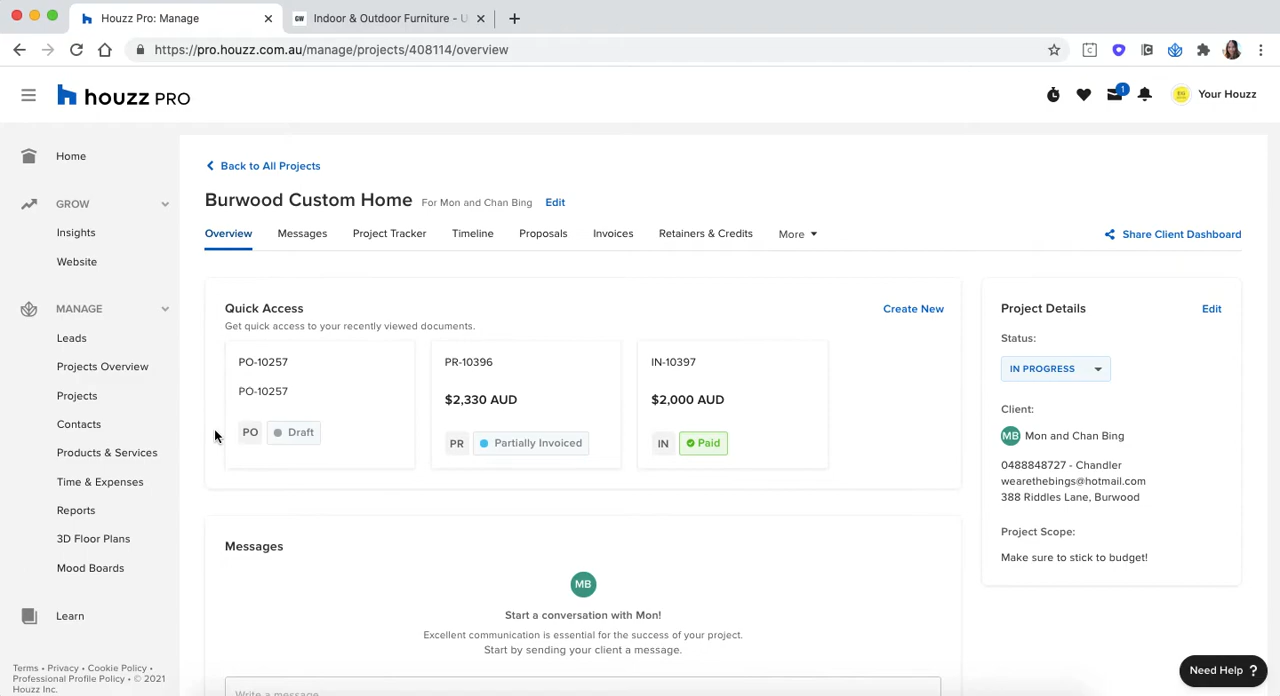 Houzz Pro: Manage
Indoor & Outdoor Furniture - U
https://pro.houzz.com.au/manage/projects/408114/overview
houzz PRO
1
Your Houzz
Home
GROW
Insights
Website
MANAGE
Leads
Projects Overview
Projects
Contacts
Products & Services
Time & Expenses
Reports
3D Floor Plans
Mood Boards
Learn
Terms • Privacy • Cookie Policy •
Professional Profile Policy • © 2021
Houzz Inc.
Back to All Projects
Burwood Custom Home For Mon and Chan Bing Edit
Overview Messages Project Tracker Timeline Proposals Invoices Retainers & Credits More
Share Client Dashboard
Quick Access
Create New
Get quick access to your recently viewed documents.
PO-10257
PO-10257
PO Draft
PR-10396
$2,330 AUD
PR Partially Invoiced
IN-10397
$2,000 AUD
IN Paid
Messages
MB
Start a conversation with Mon!
Excellent communication is essential for the success of your project.
Start by sending your client a message.
Write a message
Project Details
Edit
Status:
IN PROGRESS
Client:
MB Mon and Chan Bing
0488848727 - Chandler
wearethebings@hotmail.com
388 Riddles Lane, Burwood
Project Scope:
Make sure to stick to budget!
Need Help ?